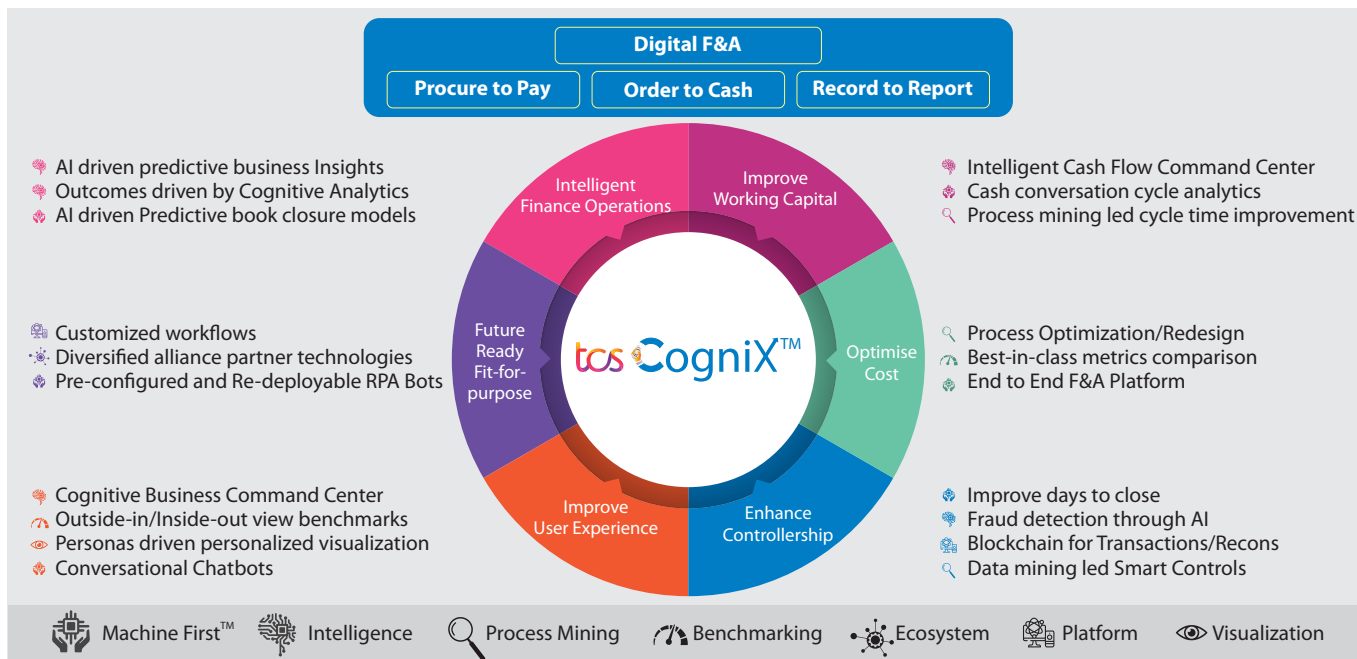 Digital F&A
Procure to Pay
Order to Cash
Record to Report
AI driven predictive business Insights
Outcomes driven by Cognitive Analytics
AI driven Predictive book closure models
Intelligent
Finance Operations
Improve
Working Capital
Intelligent Cash Flow Command Center
Cash conversation cycle analytics
Process mining led cycle time improvement
Customized workflows
Diversified alliance partner technologies
Pre-configured and Re-deployable RPA Bots
Future
Ready
Fit-for-
purpose
tcs CogniX™
Optimise
Cost
Process Optimization/Redesign
Best-in-class metrics comparison
End to End F&A Platform
Cognitive Business Command Center
Outside-in/Inside-out view benchmarks
Personas driven personalized visualization
Conversational Chatbots
Improve
User Experience
Enhance
Controllership
Improve days to close
Fraud detection through AI
Blockchain for Transactions/Recons
Data mining led Smart Controls
Machine First™
Intelligence
Process Mining
Benchmarking
Ecosystem
Platform
Visualization